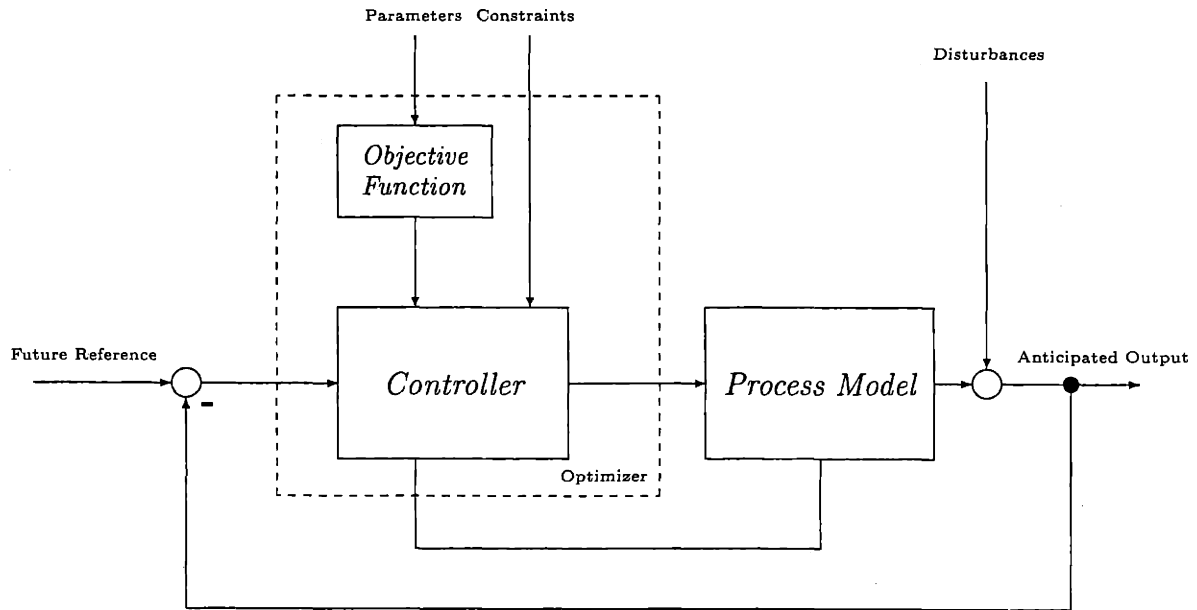 Parameters Constraints
Disturbances
Objective
Function
Future Reference
Anticipated Output
Controller
Process Model
-
Optimizer